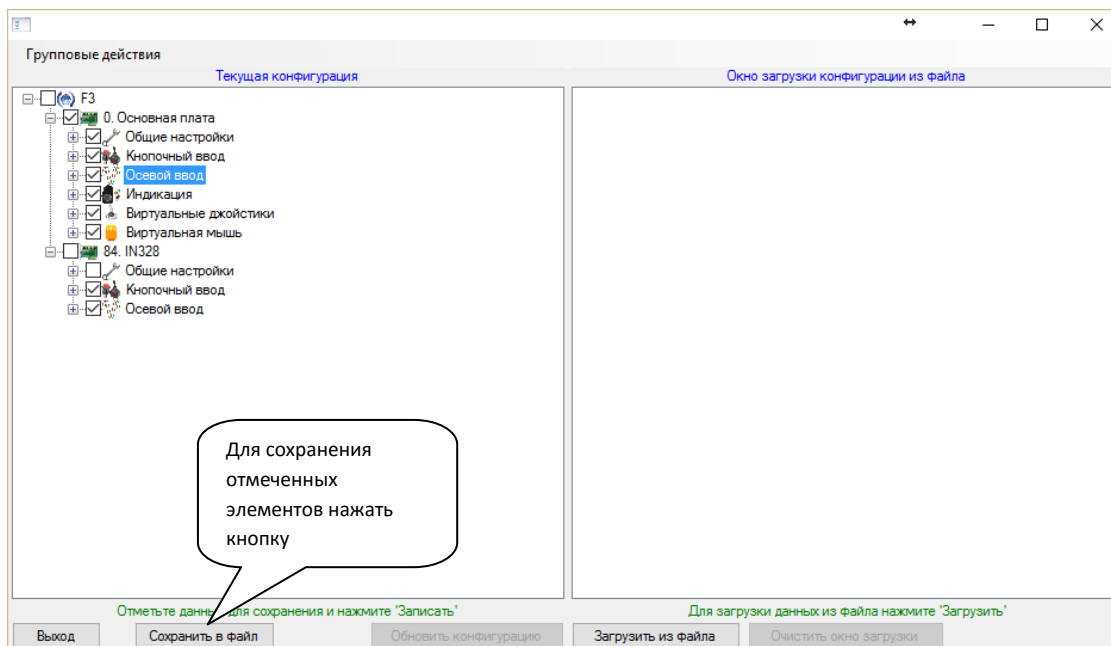 Групповые действия
Текущая конфигурация
Окно загрузки конфигурации из файла
F3
0. Основная плата
Общие настройки
Кнопочный ввод
Осевой ввод
Индикация
Виртуальные джойстики
Виртуальная мышь
84. IN328
Общие настройки
Кнопочный ввод
Осевой ввод
Для сохранения
отмеченных
элементов нажать
кнопку
Отметьте данные для сохранения и нажмите 'Записать'
Для загрузки данных из файла нажмите 'Загрузить'
Выход
Сохранить в файл
Обновить конфигурацию
Загрузить из файла
Очистить окно загрузки